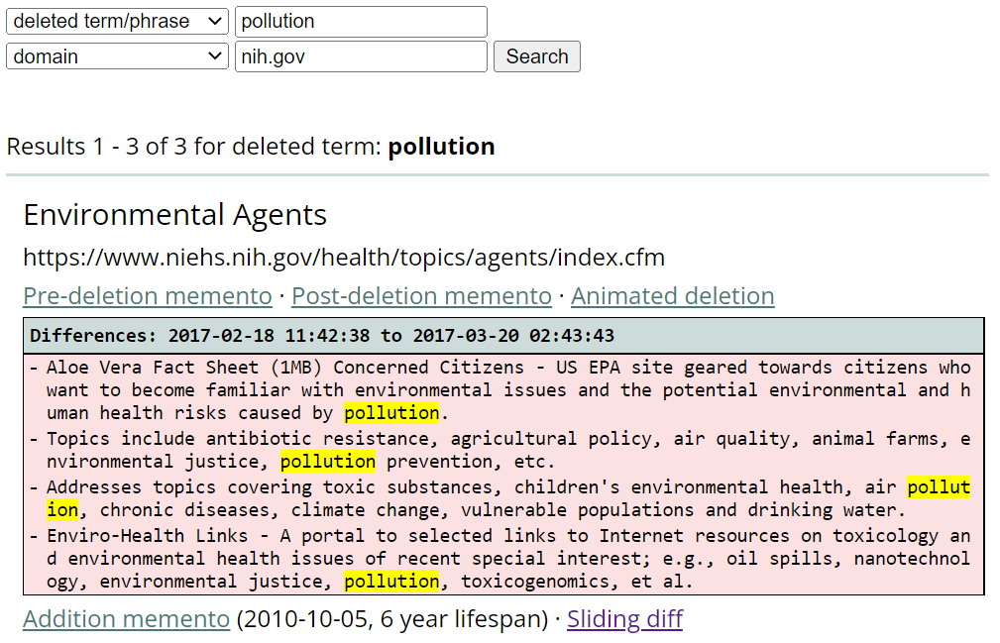 deleted term/phrase pollution
domain nih.gov Search
Results 1 - 3 of 3 for deleted term: pollution
Environmental Agents
https://www.niehs.nih.gov/health/topics/agents/index.cfm
Pre-deletion memento · Post-deletion memento · Animated deletion
Differences: 2017-02-18 11:42:38 to 2017-03-20 02:43:43
- Aloe Vera Fact Sheet (1MB) Concerned Citizens - US EPA site geared towards citizens who
want to become familiar with environmental issues and the potential environmental and h
uman health risks caused by pollution.
- Topics include antibiotic resistance, agricultural policy, air quality, animal farms, e
nvironmental justice, pollution prevention, etc.
- Addresses topics covering toxic substances, children's environmental health, air pollut
ion, chronic diseases, climate change, vulnerable populations and drinking water.
- Enviro-Health Links - A portal to selected links to Internet resources on toxicology an
d environmental health issues of recent special interest; e.g., oil spills, nanotechnol
ogy, environmental justice, pollution, toxicogenomics, et al.
Addition memento (2010-10-05, 6 year lifespan) · Sliding diff